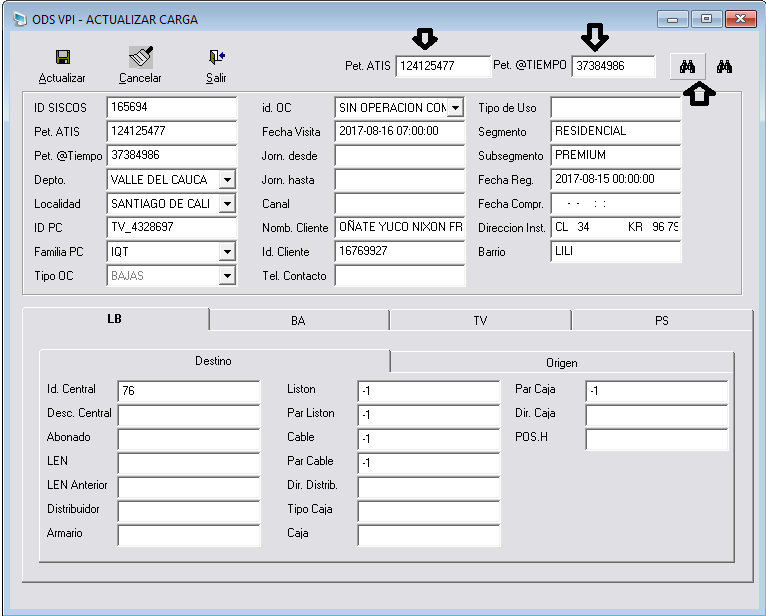 ODS VPI - ACTUALIZAR CARGA
Actualizar Cancelar Salir Pet. ATIS 124125477 Pet. @TIEMPO 37384986
ID SISCOS 165694 id. OC SIN OPERACION COM Tipo de Uso
Pet. ATIS 124125477 Fecha Visita 2017-08-16 07:00:00 Segmento RESIDENCIAL
Pet. @Tiempo 37384986 Jorn. desde Subsegmento PREMIUM
Depto. VALLE DEL CAUCA Jorn. hasta Fecha Reg. 2017-08-15 00:00:00
Localidad SANTIAGO DE CALI Canal Fecha Compr. - - : :
ID PC TV_4328697 Nomb. Cliente OÑATE YUCO NIXON FR Direccion Inst. CL 34 KR 96 79
Familia PC IQT Id. Cliente 16769927 Barrio LILI
Tipo OC BAJAS Tel. Contacto
LB BA TV PS
Destino Origen
Id. Central 76 Liston -1 Par Caja -1
Desc. Central Par Liston -1 Dir. Caja
Abonado Cable -1 POS.H
LEN Par Cable -1
LEN Anterior Dir. Distrib.
Distribuidor Tipo Caja
Armario Caja